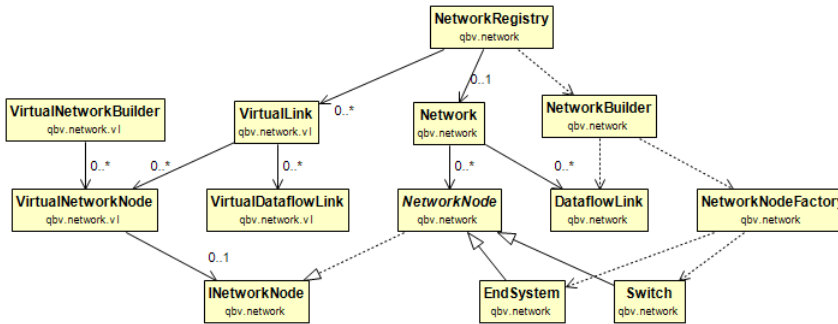 NetworkRegistry
qbv.network
0..*
0..1
VirtualNetworkBuilder
qbv.network.vl
VirtualLink
qbv.network.vl
Network
qbv.network
NetworkBuilder
qbv.network
0..*
0..*
0..*
0..*
0..*
VirtualNetworkNode
qbv.network.vl
VirtualDataflowLink
qbv.network.vl
NetworkNode
qbv.network
DataflowLink
qbv.network
NetworkNodeFactory
qbv.network
0..1
INetworkNode
qbv.network
EndSystem
qbv.network
Switch
qbv.network